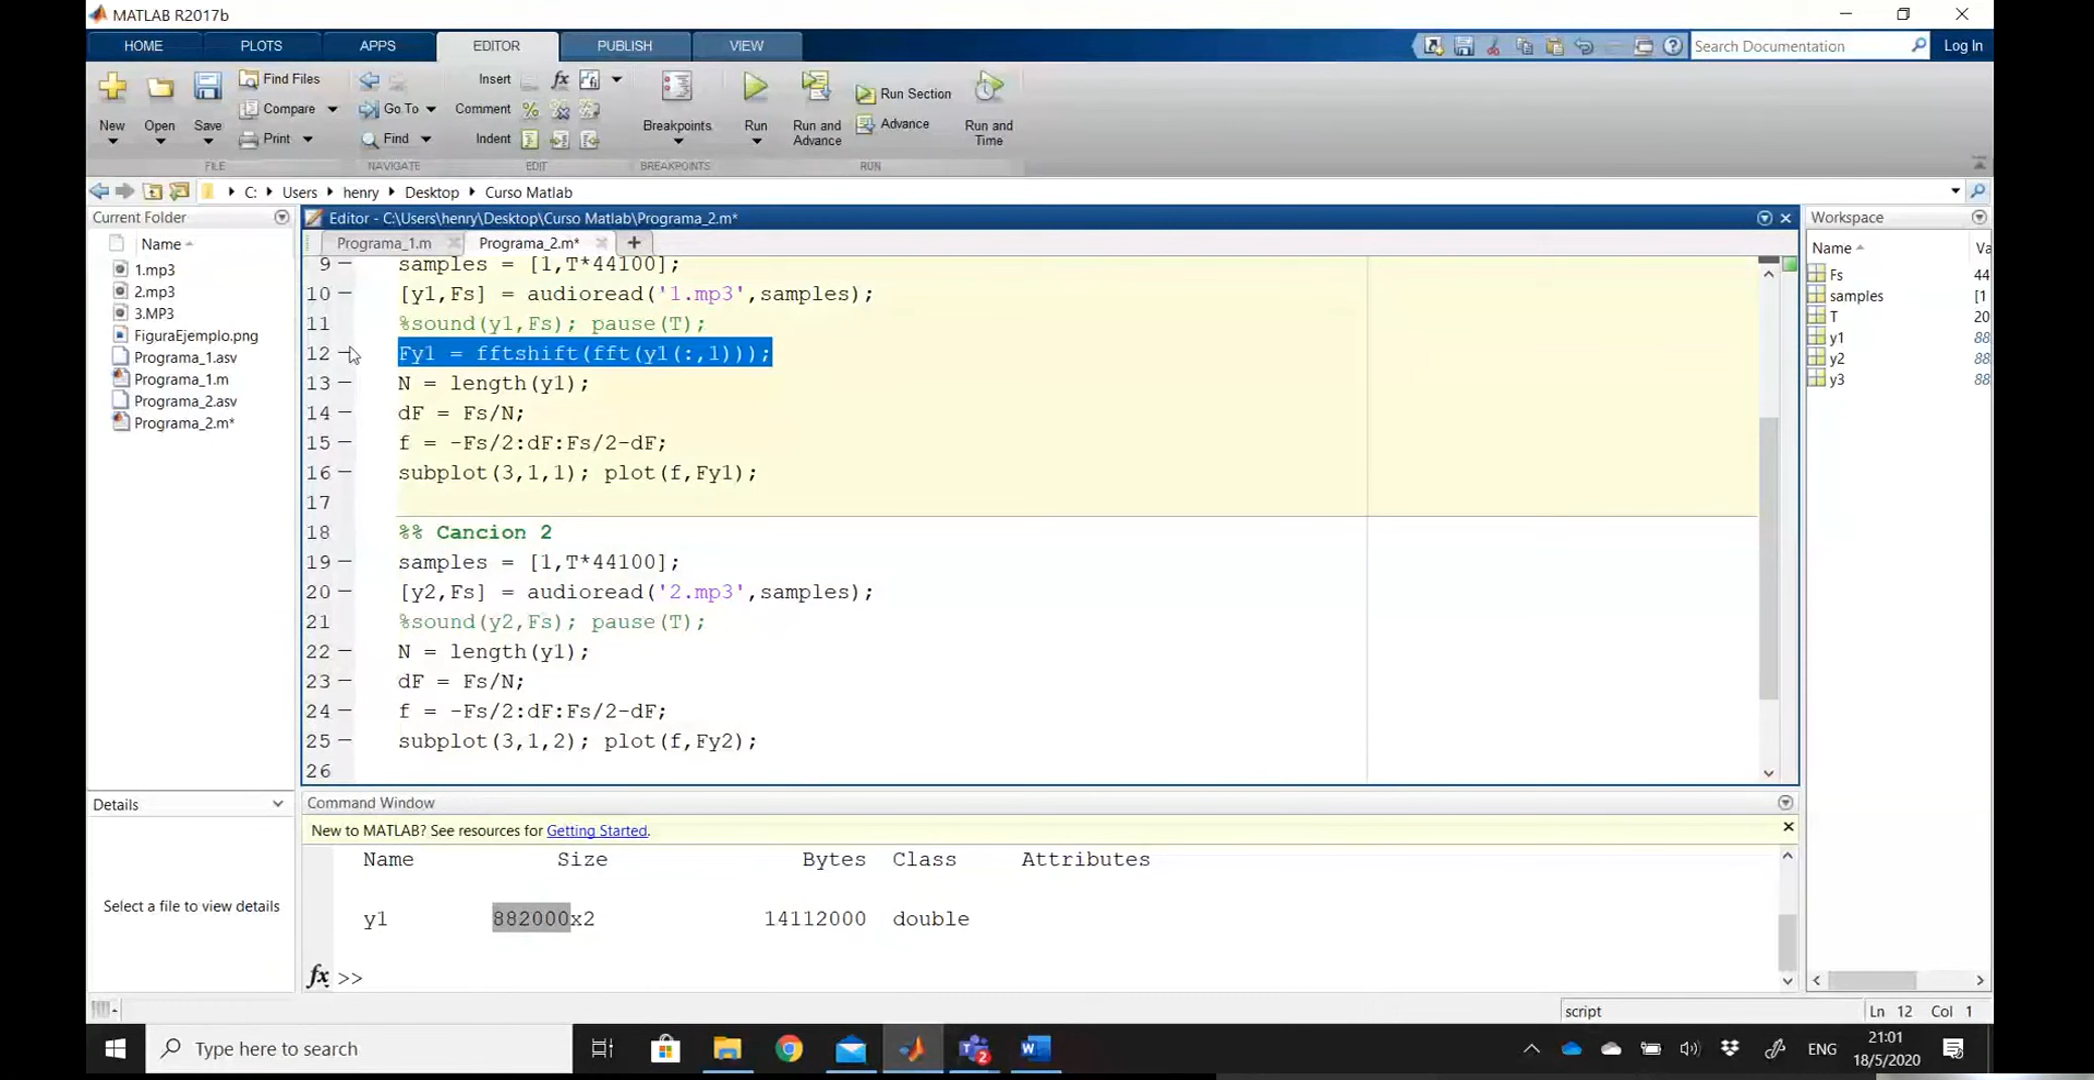 MATLAB R2017b
HOME PLOTS APPS EDITOR PUBLISH VIEW
Search Documentation Log In
New Open Save
Find Files
Compare
Print
Go To
Find
Insert
Comment
Indent
Breakpoints
Run
Run and Advance
Run Section
Advance
Run and Time
FILE NAVIGATE EDIT BREAKPOINTS RUN
C: Users henry Desktop Curso Matlab
Current Folder
Name
1.mp3
2.mp3
3.MP3
FiguraEjemplo.png
Programa_1.asv
Programa_1.m
Programa_2.asv
Programa_2.m*
Details
Select a file to view details
Editor - C:\Users\henry\Desktop\Curso Matlab\Programa_2.m*
Programa_1.m Programa_2.m*
9 samples = [1,T*44100];
10 [y1,Fs] = audioread('1.mp3',samples);
11 %sound(y1,Fs); pause(T);
12 Fy1 = fftshift(fft(y1(:,1)));
13 N = length(y1);
14 dF = Fs/N;
15 f = -Fs/2:dF:Fs/2-dF;
16 subplot(3,1,1); plot(f,Fy1);
17
18 %% Cancion 2
19 samples = [1,T*44100];
20 [y2,Fs] = audioread('2.mp3',samples);
21 %sound(y2,Fs); pause(T);
22 N = length(y1);
23 dF = Fs/N;
24 f = -Fs/2:dF:Fs/2-dF;
25 subplot(3,1,2); plot(f,Fy2);
26
Command Window
New to MATLAB? See resources for Getting Started.
Name Size Bytes Class Attributes
y1 882000x2 14112000 double
fx >>
Workspace
Name Va
Fs 44
samples [1
T 20
y1 88
y2 88
y3 88
script Ln 12 Col 1
Type here to search
2
ENG
21:01
18/5/2020